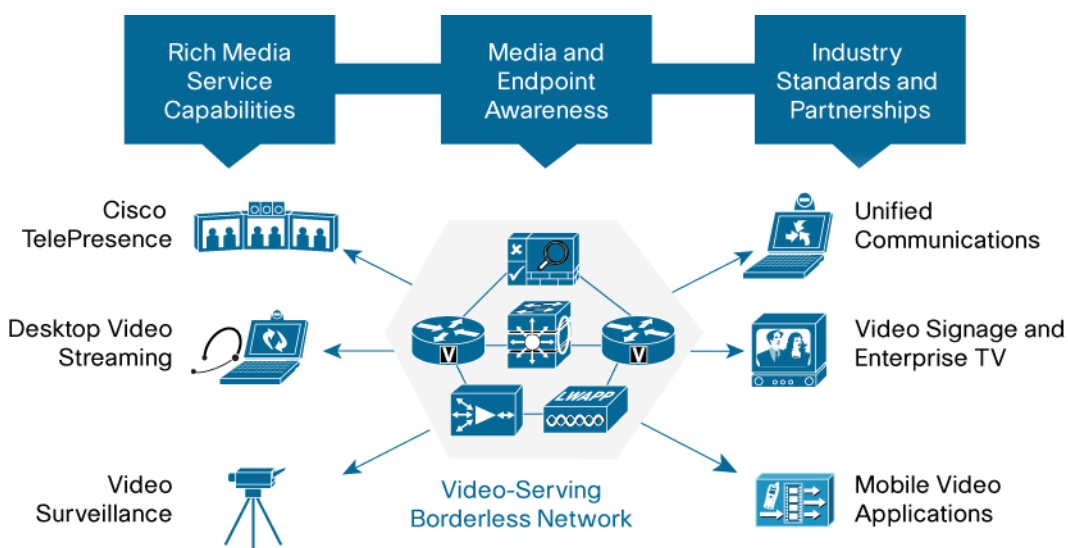 Rich Media
Service
Capabilities
Media and
Endpoint
Awareness
Industry
Standards and
Partnerships
Cisco
TelePresence
Unified
Communications
Desktop Video
Streaming
V
V
Video Signage and
Enterprise TV
LWAPP
Video
Surveillance
Video-Serving
Borderless Network
Mobile Video
Applications